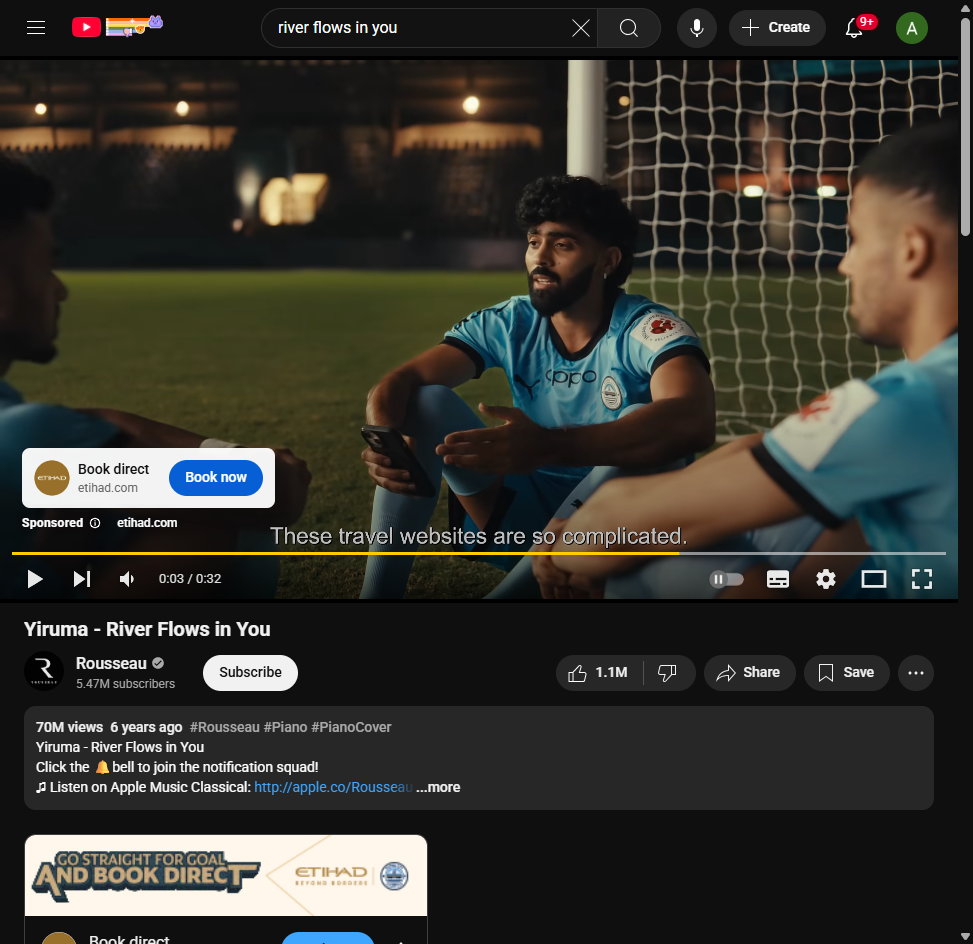 river flows in you
Create
9+
A
oppo
ETIHAD
Book direct
etihad.com
Book now
Sponsored
etihad.com
These travel websites are so complicated.
0:03 / 0:32
Yiruma - River Flows in You
Rousseau
5.47M subscribers
Subscribe
1.1M
Share
Save
70M views 6 years ago #Rousseau #Piano #PianoCover
Yiruma - River Flows in You
Click the 🔔 bell to join the notification squad!
♫ Listen on Apple Music Classical: http://apple.co/Rousseau ...more
GO STRAIGHT FOR GOAL
AND BOOK DIRECT
ETIHAD
BEYOND BORDERS
Book direct